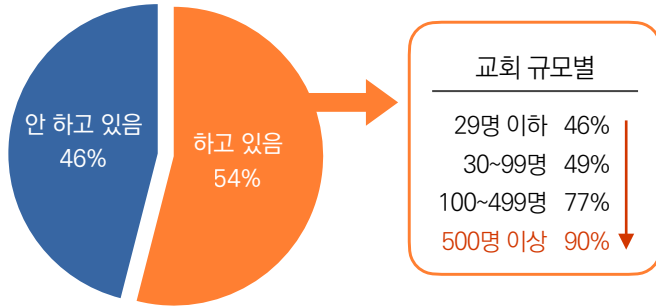 안 하고 있음
46%
하고 있음
54%
교회 규모별
29명 이하 46%
30~99명 49%
100~499명 77%
500명 이상 90%